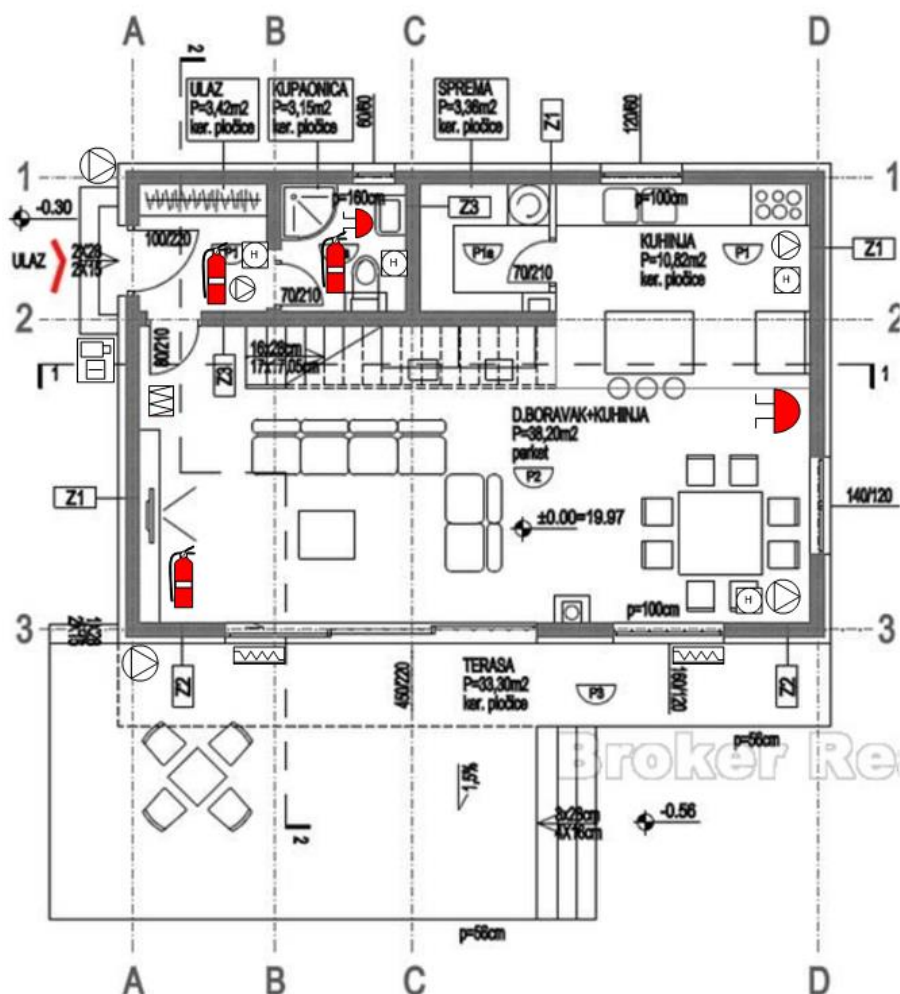 A B C D
2
ULAZ
P=3,42m2
ker. pločice
KUPAONICA
P=3,15m2
ker. pločice
60/60
SPREMA
P=3,36m2
ker. pločice
Z1
120/60
1
1
-0.30
p=160cm
Z3
p=100cm
ULAZ
2X28
2X15
100/220
P1
H
H
P1a
KUHINJA
P=10,82m2
ker. pločice
P1
Z1
70/210
70/210
H
2
2
80/210
Z3
16x28cm
17x17,05cm
1
1
D.BORAVAK+KUHINJA
P=38,20m2
parket
P2
Z1
±0.00=19.97
140/120
H
p=100cm
3
3
Z2
450/220
TERASA
P=33,30m2
ker. pločice
P3
160/120
Z2
p=56cm
Broker Re
1,5%
3x28cm
4X16cm
-0.56
2
p=56cm
A B C D